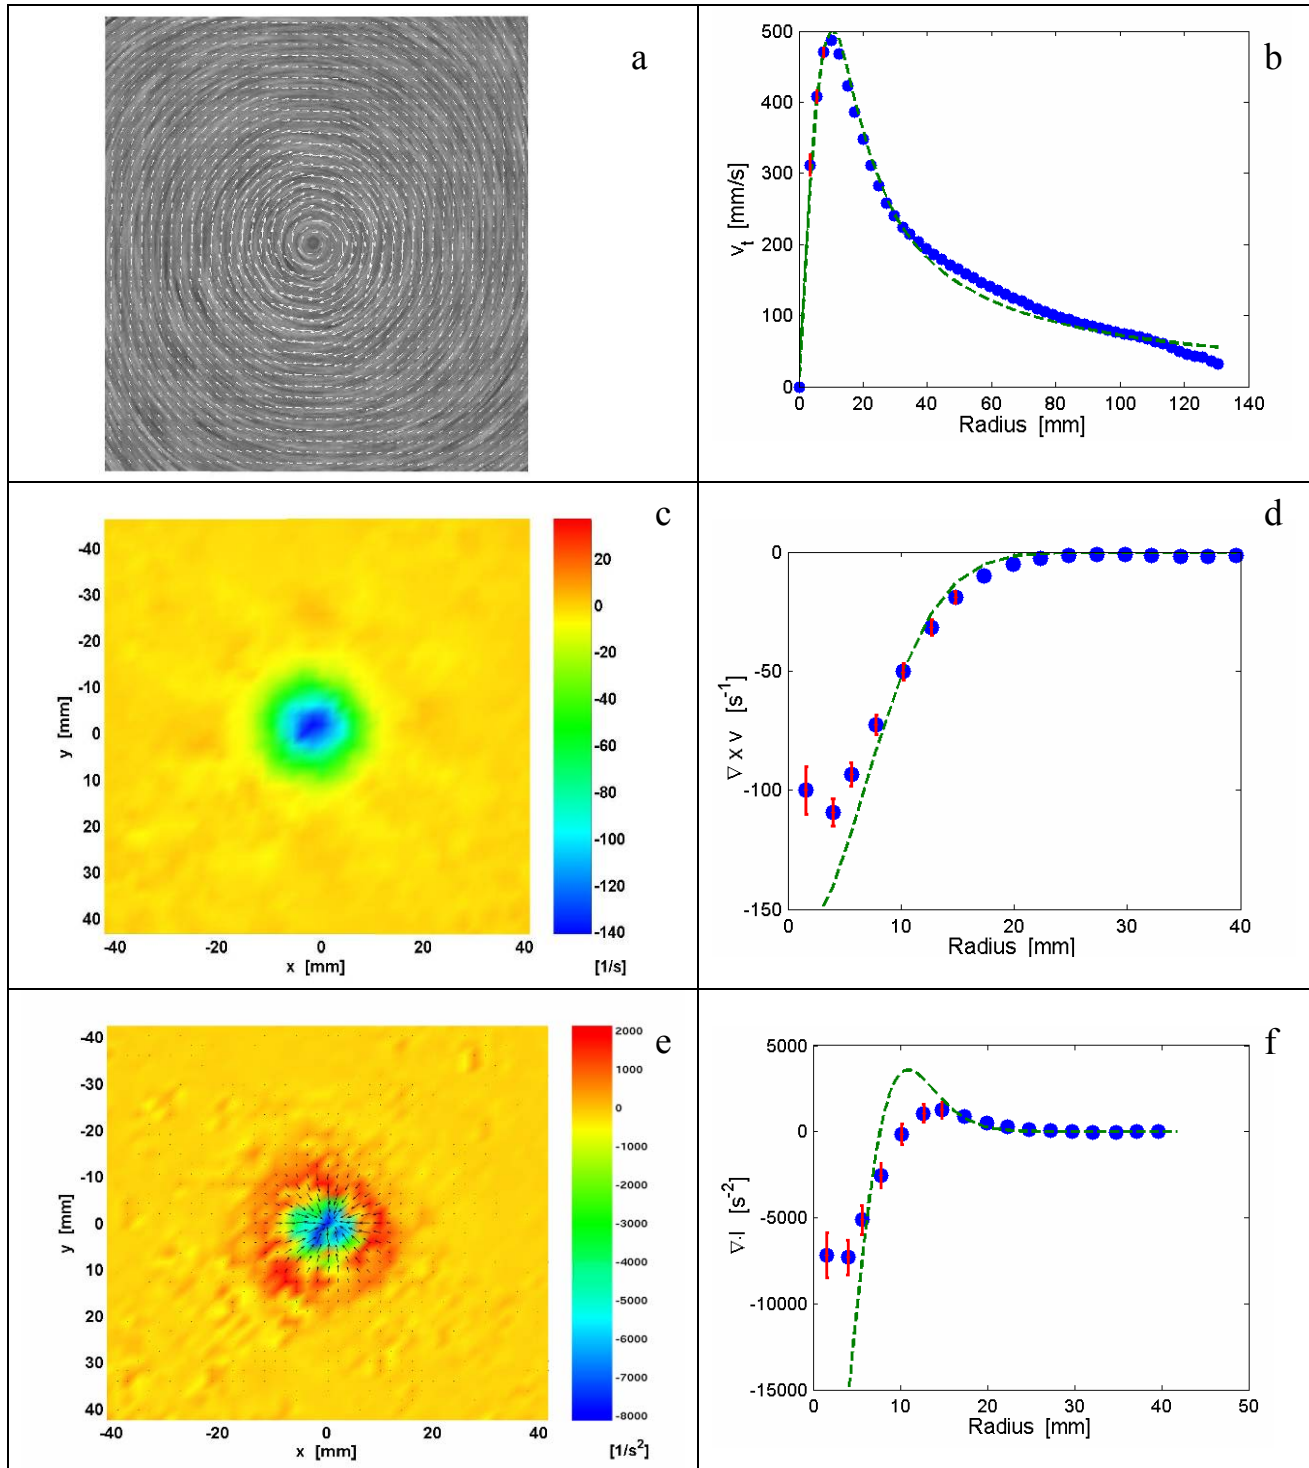 a
b
500
400
300
200
100
0
V_t [mm/s]
0 20 40 60 80 100 120 140
Radius [mm]
c
-40
-30
-20
-10
0
10
20
30
40
y [mm]
-40 -20 0 20 40
x [mm]
20
0
-20
-40
-60
-80
-100
-120
-140
[1/s]
d
0
-50
-100
-150
∇ x v [s^-1]
0 10 20 30 40
Radius [mm]
e
-40
-30
-20
-10
0
10
20
30
40
y [mm]
-40 -20 0 20 40
x [mm]
2000
1000
0
-1000
-2000
-3000
-4000
-5000
-6000
-7000
-8000
[1/s^2]
f
5000
0
-5000
-10000
-15000
∇·l [s^-2]
0 10 20 30 40 50
Radius [mm]